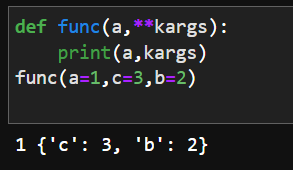 def func(a,**kargs):
    print(a,kargs)
func(a=1,c=3,b=2)
1 {'c': 3, 'b': 2}